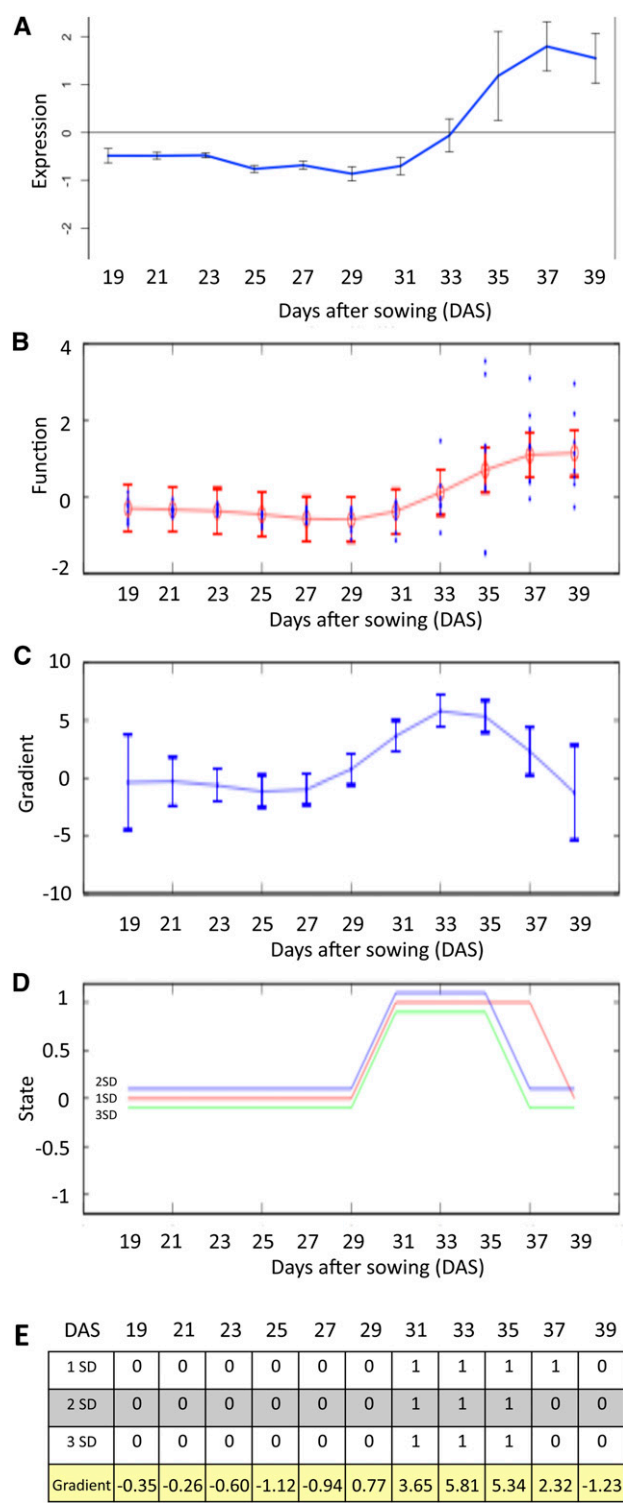 A
2
1
0
-1
-2
Expression
19 21 23 25 27 29 31 33 35 37 39
Days after sowing (DAS)
B
4
2
0
-2
Function
19 21 23 25 27 29 31 33 35 37 39
Days after sowing (DAS)
C
10
5
0
-5
-10
Gradient
19 21 23 25 27 29 31 33 35 37 39
Days after sowing (DAS)
D
1
0.5
0
-0.5
-1
State
2SD
1SD
3SD
19 21 23 25 27 29 31 33 35 37 39
Days after sowing (DAS)
E
DAS 19 21 23 25 27 29 31 33 35 37 39
1 SD 0 0 0 0 0 0 1 1 1 1 0
2 SD 0 0 0 0 0 0 1 1 1 0 0
3 SD 0 0 0 0 0 0 1 1 1 0 0
Gradient -0.35 -0.26 -0.60 -1.12 -0.94 0.77 3.65 5.81 5.34 2.32 -1.23